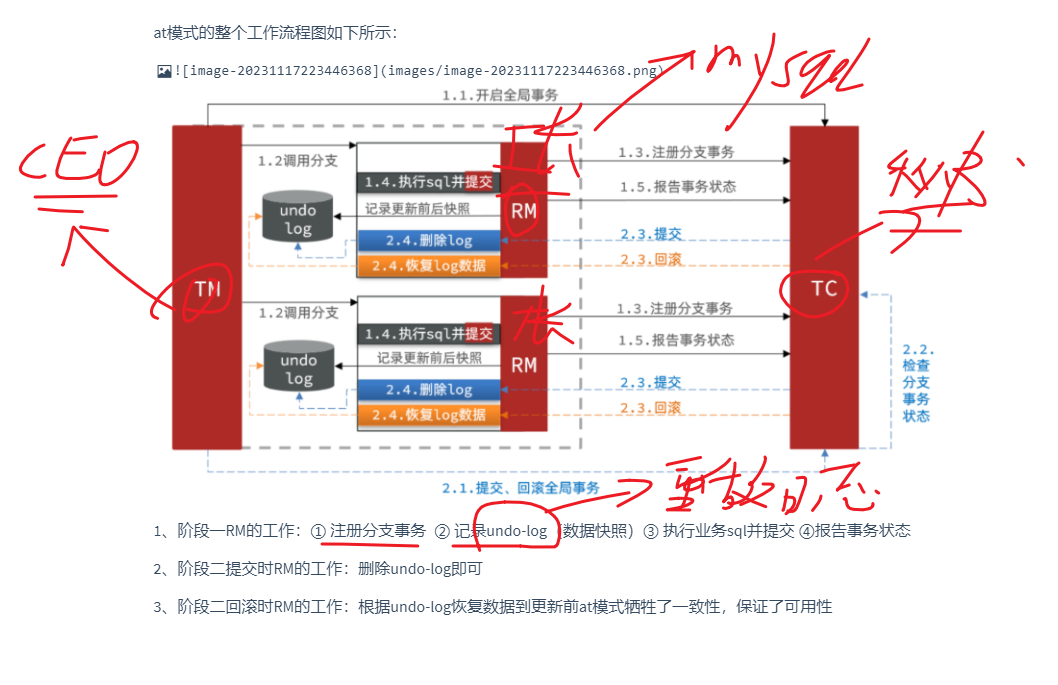 at模式的整个工作流程图如下所示：
![image-20231117223446368](images/image-20231117223446368.png)
mysql
1.1.开启全局事务
CEO
1.2调用分支
1.3.注册分支事务
1.4.执行sql并提交
1.5.报告事务状态
undo log
记录更新前后快照
RM
2.4.删除log
2.3.提交
2.4.恢复log数据
2.3.回滚
TM
TC
1.2调用分支
1.3.注册分支事务
1.4.执行sql并提交
1.5.报告事务状态
undo log
记录更新前后快照
RM
2.4.删除log
2.3.提交
2.4.恢复log数据
2.3.回滚
2.2.
检查
分支
事务
状态
2.1.提交、回滚全局事务
1、阶段一RM的工作：① 注册分支事务 ② 记录undo-log（数据快照）③ 执行业务sql并提交 ④报告事务状态
2、阶段二提交时RM的工作：删除undo-log即可
3、阶段二回滚时RM的工作：根据undo-log恢复数据到更新前at模式牺牲了一致性，保证了可用性